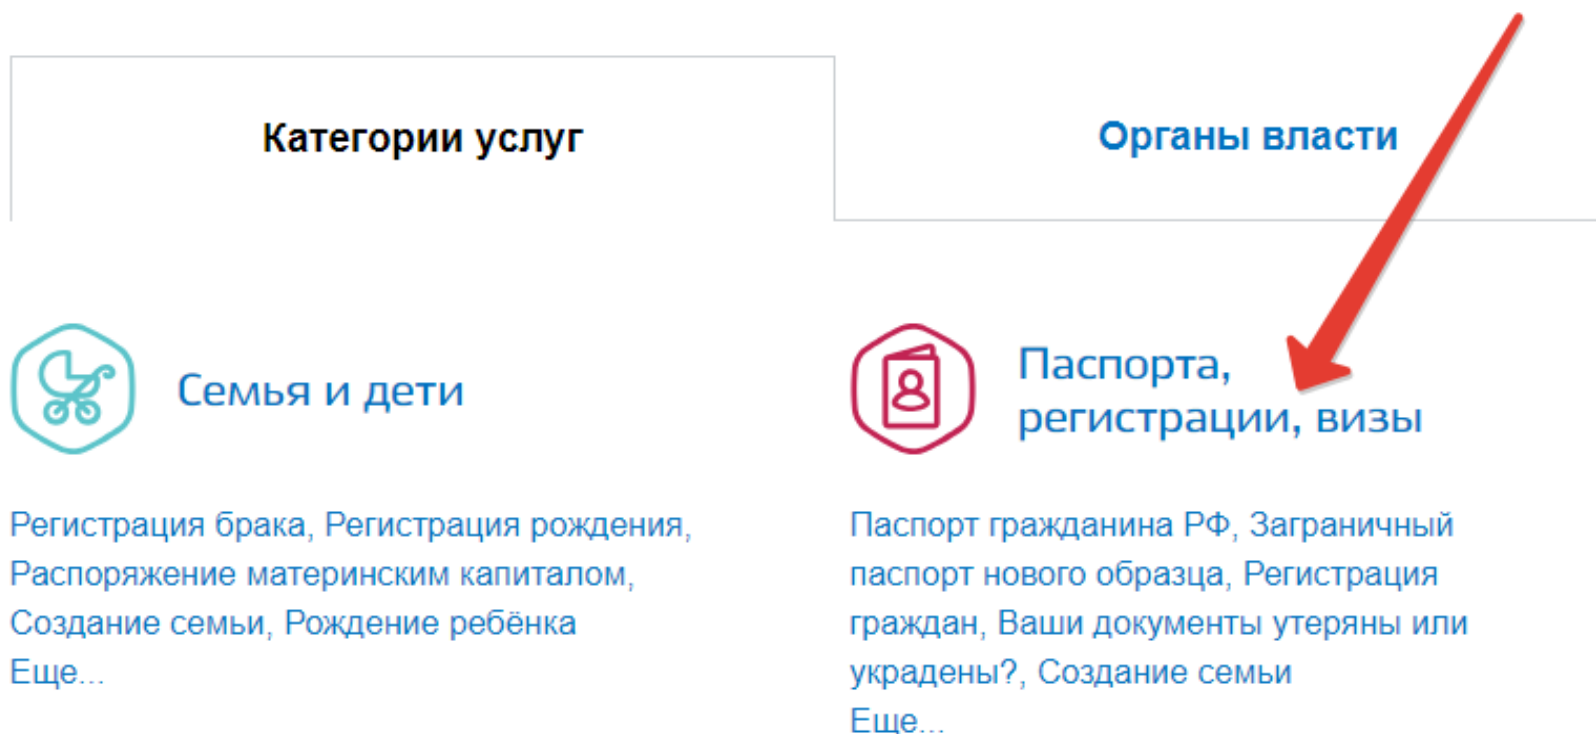 Категории услуг
Органы власти
Семья и дети
Паспорта,
регистрации, визы
Регистрация брака, Регистрация рождения,
Распоряжение материнским капиталом,
Создание семьи, Рождение ребёнка
Еще...
Паспорт гражданина РФ, Заграничный
паспорт нового образца, Регистрация
граждан, Ваши документы утеряны или
украдены?, Создание семьи
Еще...